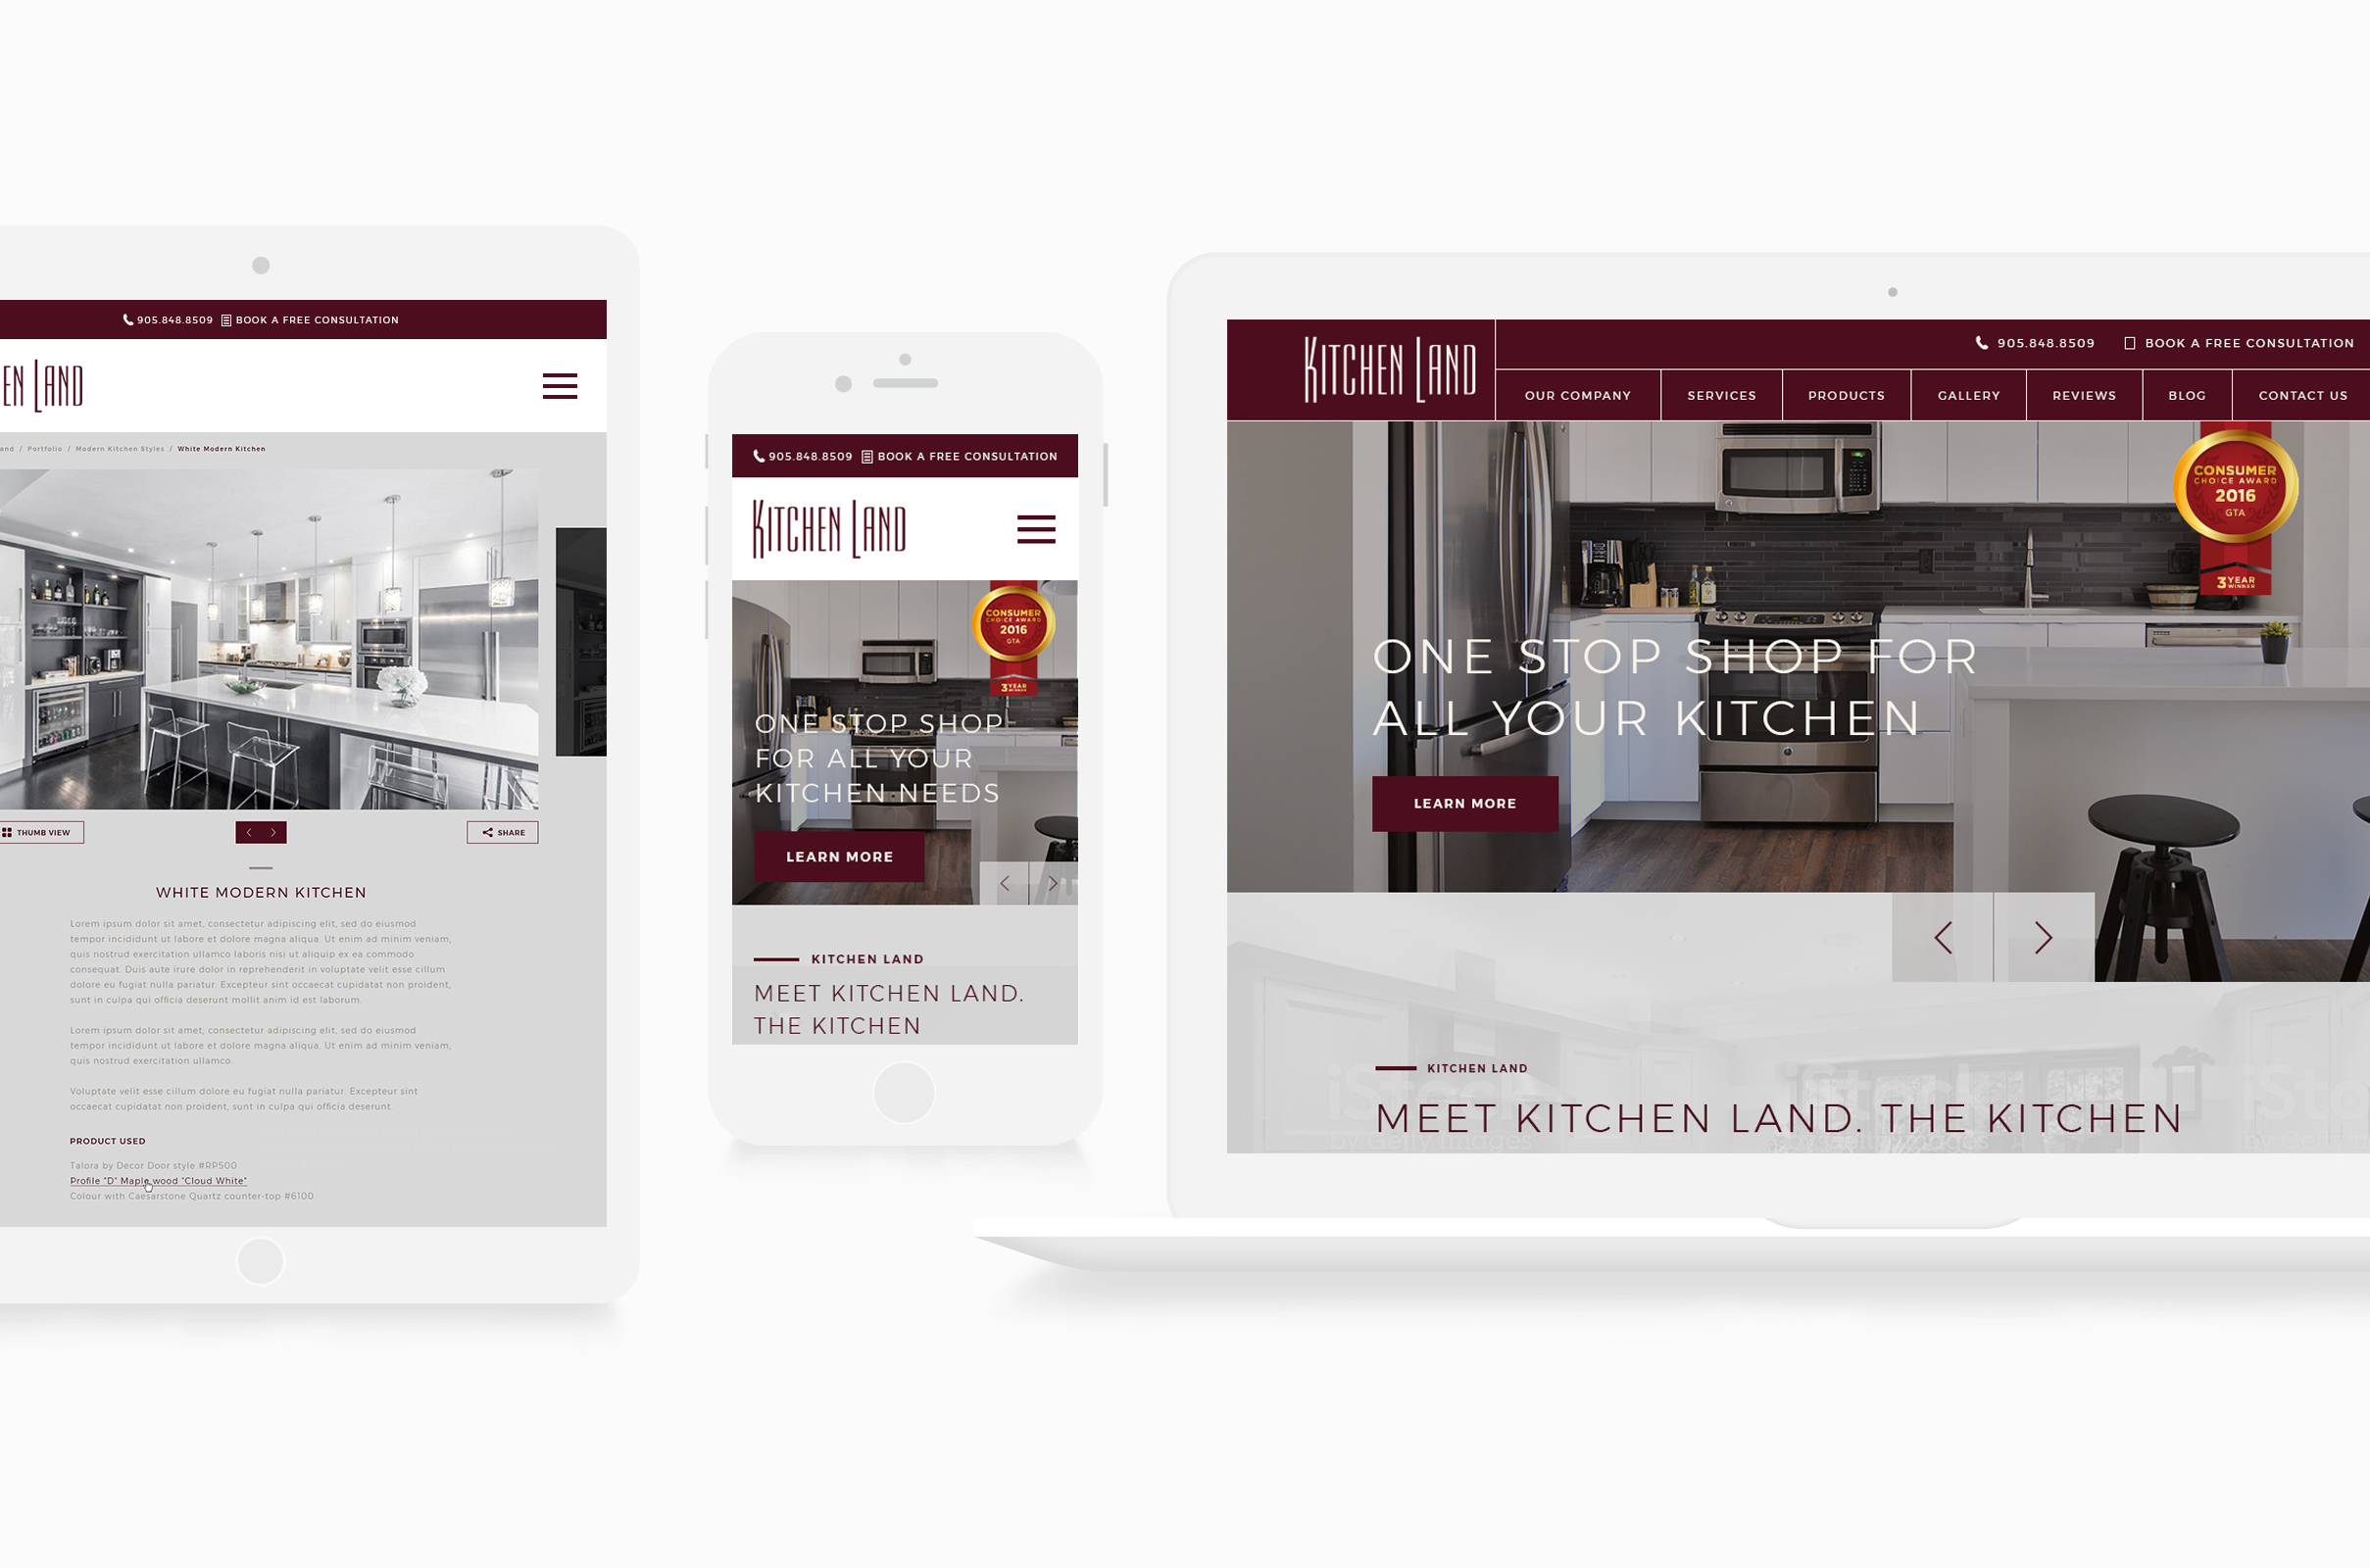 905.848.8509 BOOK A FREE CONSULTATION
EN LAND
and / Portfolio / Modern Kitchen Styles / White Modern Kitchen
THUMB VIEW
SHARE
WHITE MODERN KITCHEN
Lorem ipsum dolor sit amet, consectetur adipiscing elit, sed do eiusmod
tempor incididunt ut labore et dolore magna aliqua. Ut enim ad minim veniam,
quis nostrud exercitation ullamco laboris nisi ut aliquip ex ea commodo
consequat. Duis aute irure dolor in reprehenderit in voluptate velit esse cillum
dolore eu fugiat nulla pariatur. Excepteur sint occaecat cupidatat non proident,
sunt in culpa qui officia deserunt mollit anim id est laborum.
Lorem ipsum dolor sit amet, consectetur adipiscing elit, sed do eiusmod
tempor incididunt ut labore et dolore magna aliqua. Ut enim ad minim veniam,
quis nostrud exercitation ullamco.
Voluptate velit esse cillum dolore eu fugiat nulla pariatur. Excepteur sint
occaecat cupidatat non proident, sunt in culpa qui officia deserunt.
PRODUCT USED
Talora by Decor Door style #RP500
Profile "D" Maple wood "Cloud White"
Colour with Caesarstone Quartz counter-top #6100
905.848.8509 BOOK A FREE CONSULTATION
KITCHEN LAND
CONSUMER
CHOICE AWARD
2016
GTA
3 YEAR
WINNER
ONE STOP SHOP
FOR ALL YOUR
KITCHEN NEEDS
LEARN MORE
KITCHEN LAND
MEET KITCHEN LAND.
THE KITCHEN
KITCHEN LAND
905.848.8509 BOOK A FREE CONSULTATION
OUR COMPANY SERVICES PRODUCTS GALLERY REVIEWS BLOG CONTACT US
CONSUMER
CHOICE AWARD
2016
GTA
3 YEAR
WINNER
ONE STOP SHOP FOR
ALL YOUR KITCHEN
LEARN MORE
KITCHEN LAND
iStock iStock iSto
MEET KITCHEN LAND. THE KITCHEN
by Getty Images by Getty Images by Getty